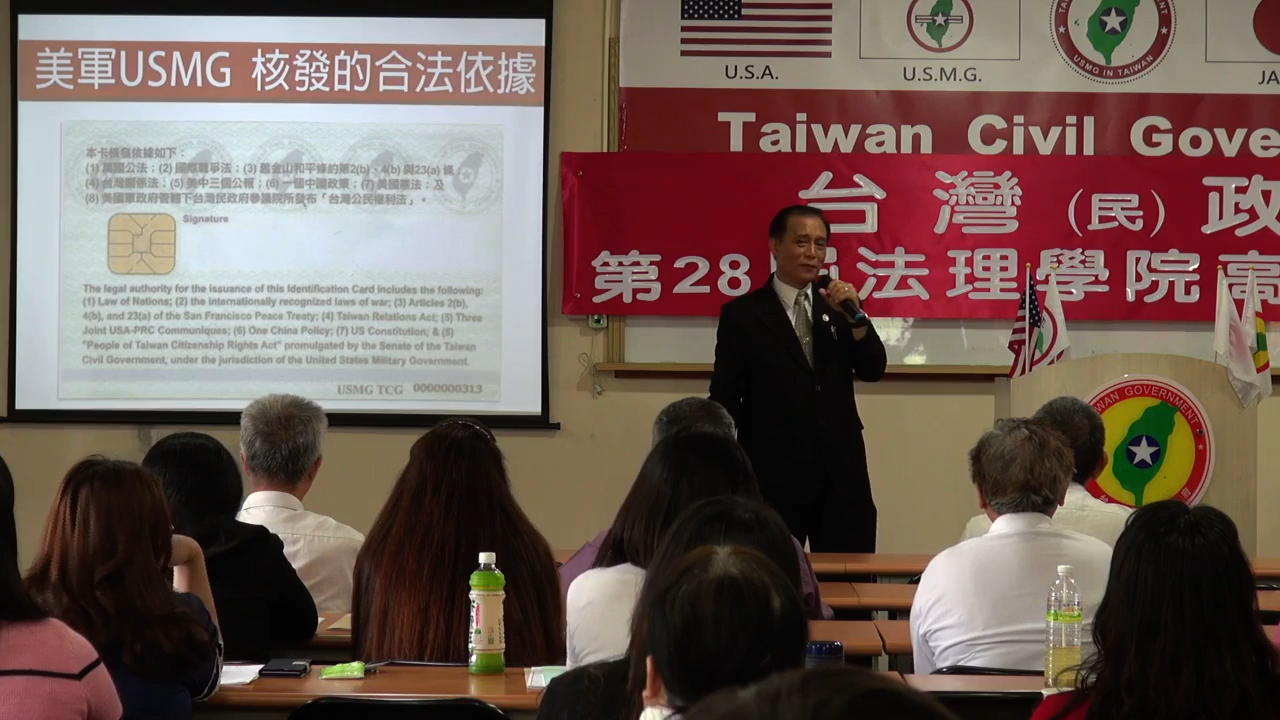 美軍USMG 核發的合法依據
本卡核發依據如下：
(1) 萬國公法；(2) 國際戰爭法；(3) 舊金山和平條約第2(b)、4(b) 與23(a) 條；
(4) 台灣關係法；(5) 美中三個公報；(6) 一個中國政策；(7) 美國憲法；及
(8) 美國軍政府管轄下台灣民政府參議院所發布「台灣公民權利法」。
Signature
The legal authority for the issuance of this Identification Card includes the following:
(1) Law of Nations; (2) the internationally recognized laws of war; (3) Articles 2(b),
4(b), and 23(a) of the San Francisco Peace Treaty; (4) Taiwan Relations Act; (5) Three
Joint USA-PRC Communiques; (6) One China Policy; (7) US Constitution; & (8)
"People of Taiwan Citizenship Rights Act" promulgated by the Senate of the Taiwan
Civil Government, under the jurisdiction of the United States Military Government.
USMG TCG 0000000313
U.S.A.
U.S.M.G.
USMG IN TAIWAN
JA
Taiwan Civil Gove
台灣（民）政
第28 法理學院高
WAN GOVERNMENT